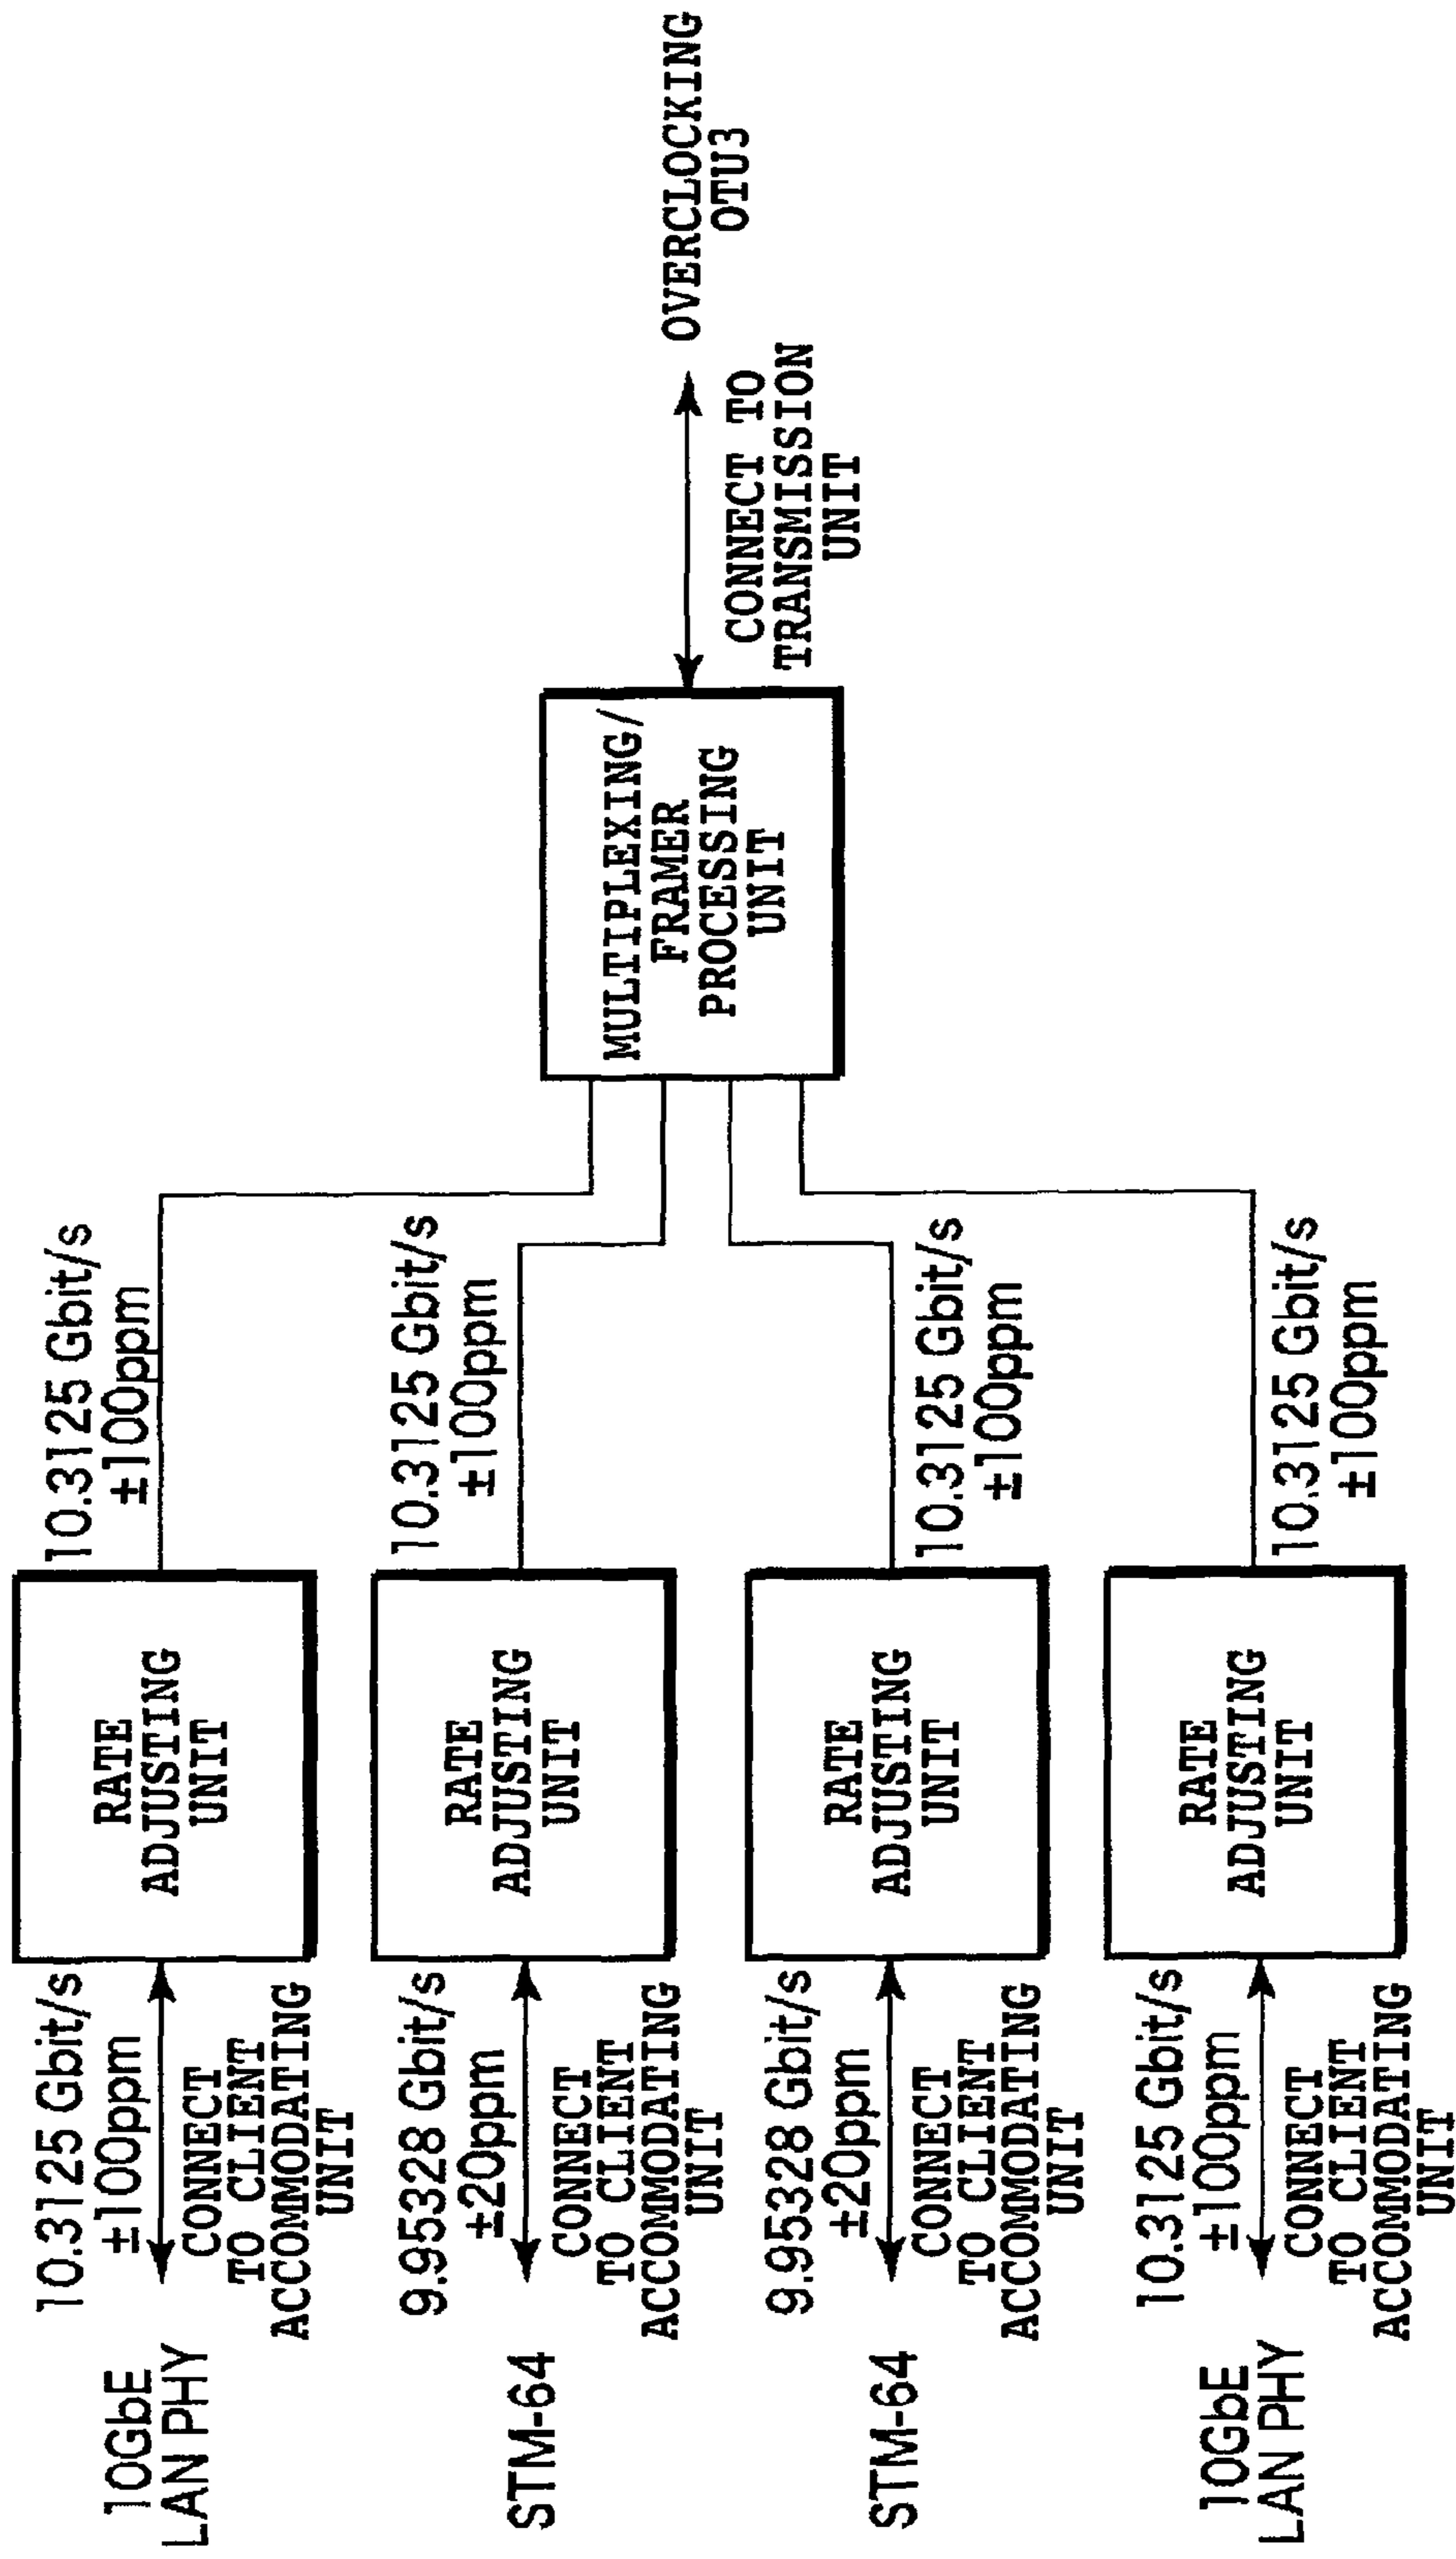 10GbE
LAN PHY
10.3125 Gbit/s
±100ppm
CONNECT
TO CLIENT
ACCOMMODATING
UNIT
RATE
ADJUSTING
UNIT
10.3125 Gbit/s
±100ppm
STM-64
9.95328 Gbit/s
±20ppm
CONNECT
TO CLIENT
ACCOMMODATING
UNIT
RATE
ADJUSTING
UNIT
10.3125 Gbit/s
±100ppm
STM-64
9.95328 Gbit/s
±20ppm
CONNECT
TO CLIENT
ACCOMMODATING
UNIT
RATE
ADJUSTING
UNIT
10.3125 Gbit/s
±100ppm
10GbE
LAN PHY
10.3125 Gbit/s
±100ppm
CONNECT
TO CLIENT
ACCOMMODATING
UNIT
RATE
ADJUSTING
UNIT
10.3125 Gbit/s
±100ppm
MULTIPLEXING/
FRAMER
PROCESSING
UNIT
CONNECT TO
TRANSMISSION
UNIT
OVERCLOCKING
OTU3